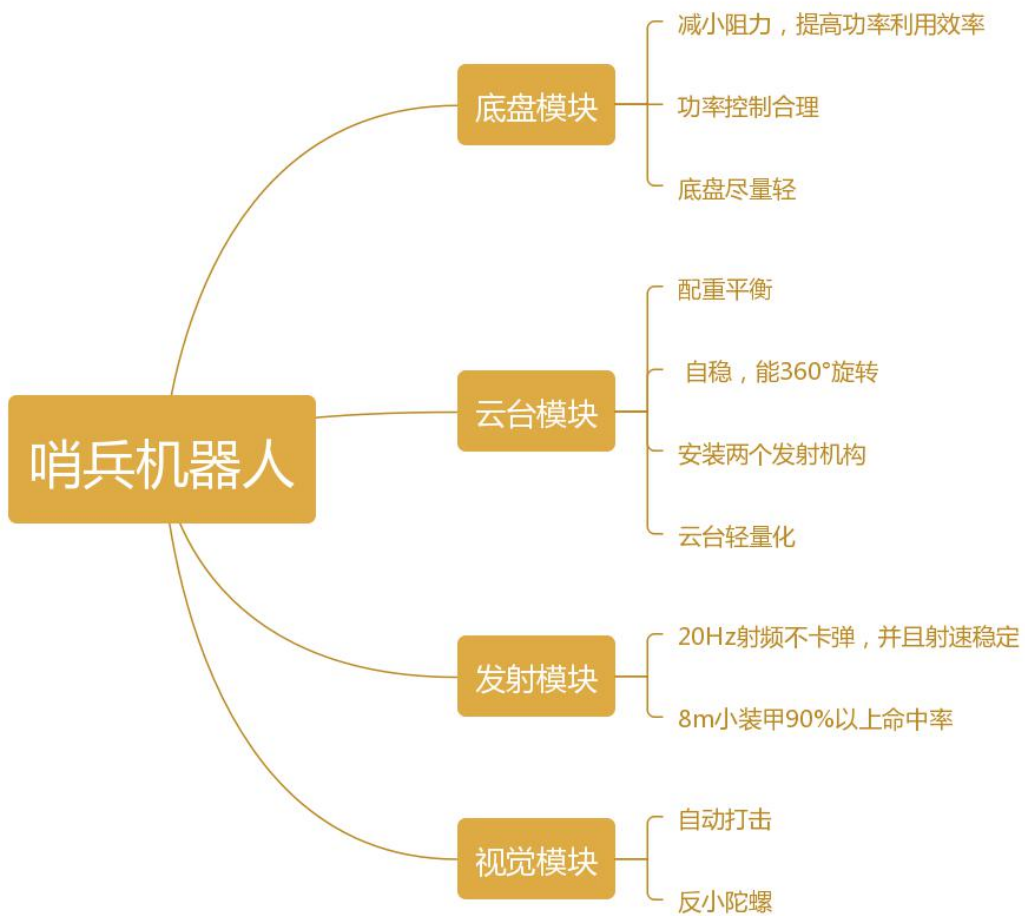 哨兵机器人
底盘模块
减小阻力，提高功率利用效率
功率控制合理
底盘尽量轻
云台模块
配重平衡
自稳，能360°旋转
安装两个发射机构
云台轻量化
发射模块
20Hz射频不卡弹，并且射速稳定
8m小装甲90%以上命中率
视觉模块
自动打击
反小陀螺